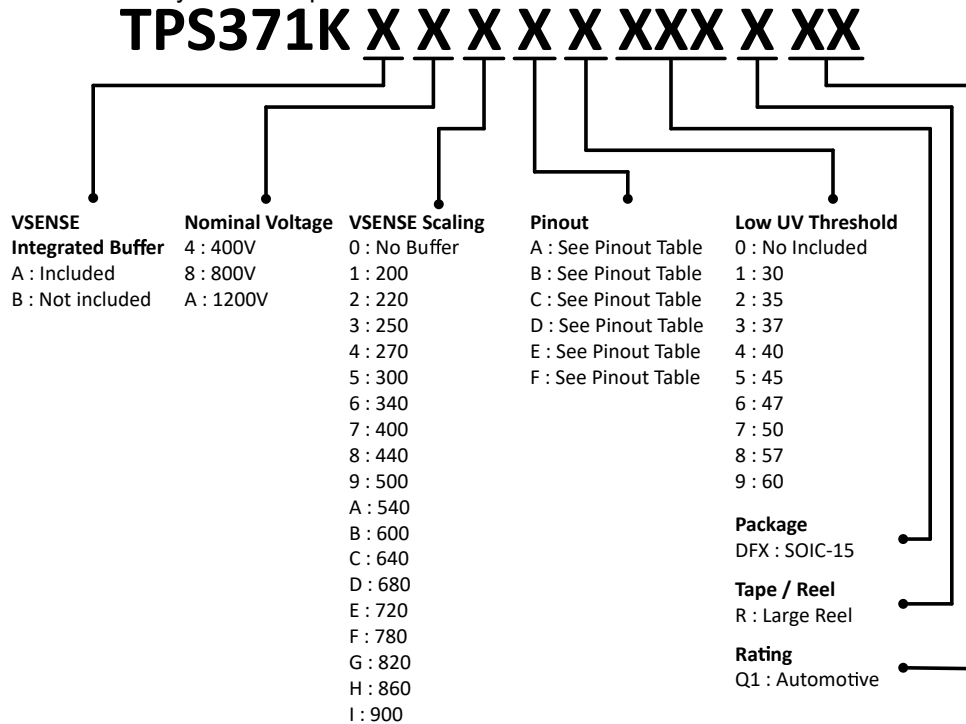 TPS371K X X X X X XXX X XX
VSENSE
Integrated Buffer
A : Included
B : Not included
Nominal Voltage
4 : 400V
8 : 800V
A : 1200V
VSENSE Scaling
0 : No Buffer
1 : 200
2 : 220
3 : 250
4 : 270
5 : 300
6 : 340
7 : 400
8 : 440
9 : 500
A : 540
B : 600
C : 640
D : 680
E : 720
F : 780
G : 820
H : 860
I : 900
Pinout
A : See Pinout Table
B : See Pinout Table
C : See Pinout Table
D : See Pinout Table
E : See Pinout Table
F : See Pinout Table
Low UV Threshold
0 : No Included
1 : 30
2 : 35
3 : 37
4 : 40
5 : 45
6 : 47
7 : 50
8 : 57
9 : 60
Package
DFX : SOIC-15
Tape / Reel
R : Large Reel
Rating
Q1 : Automotive